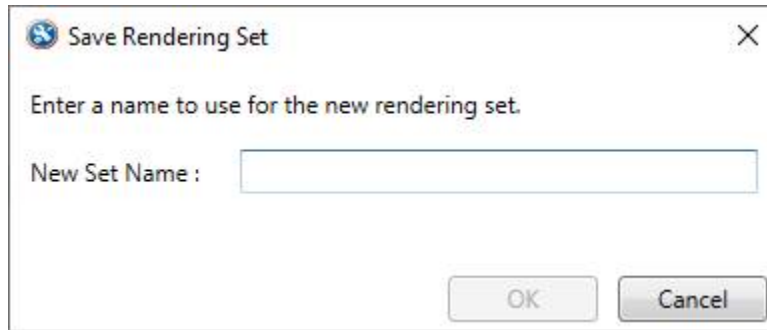 Save Rendering Set
Enter a name to use for the new rendering set.
New Set Name :
OK
Cancel